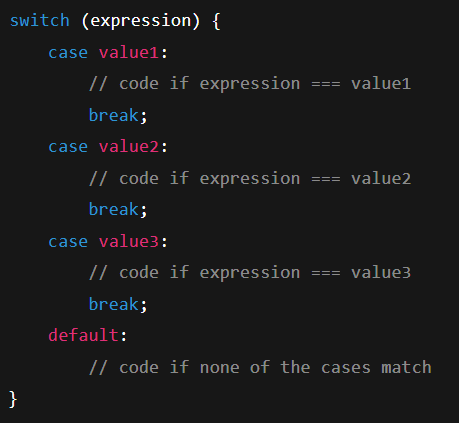 switch (expression) {
    case value1:
        // code if expression === value1
        break;
    case value2:
        // code if expression === value2
        break;
    case value3:
        // code if expression === value3
        break;
    default:
        // code if none of the cases match
}